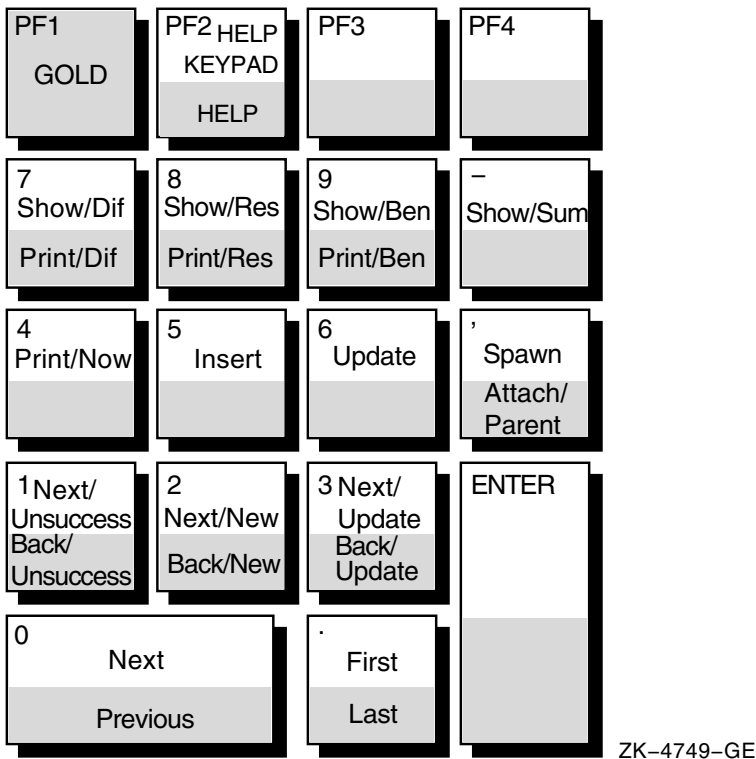 PF1
GOLD
PF2 HELP
KEYPAD
HELP
PF3
PF4
7
Show/Dif
Print/Dif
8
Show/Res
Print/Res
9
Show/Ben
Print/Ben
–
Show/Sum
4
Print/Now
5
Insert
6
Update
,
Spawn
Attach/
Parent
1 Next/
Unsuccess
Back/
Unsuccess
2
Next/New
Back/New
3 Next/
Update
Back/
Update
ENTER
0
Next
Previous
.
First
Last
ZK–4749–GE